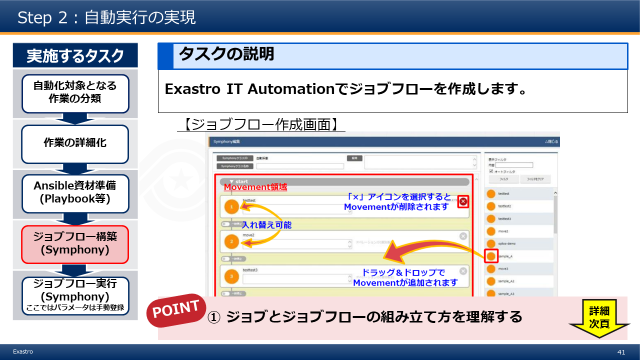 Step 2：自動実行の実現
実施するタスク
自動化対象となる
作業の分類
作業の詳細化
Ansible資材準備
(Playbook等)
ジョブフロー構築
(Symphony)
ジョブフロー実行
(Symphony)
ここではパラメータは手動登録
タスクの説明
Exastro IT Automationでジョブフローを作成します。
【ジョブフロー作成画面】
Symphony編集
start
Movement領域
testtest
「×」アイコンを選択すると
Movementが削除されます
入れ替え可能
move2
testtest3
ドラッグ＆ドロップで
Movementが追加されます
testtest
testtest2
testtest3
move2
sample_A
move3
POINT
① ジョブとジョブフローの組み立て方を理解する
詳細
次頁
Exastro
41